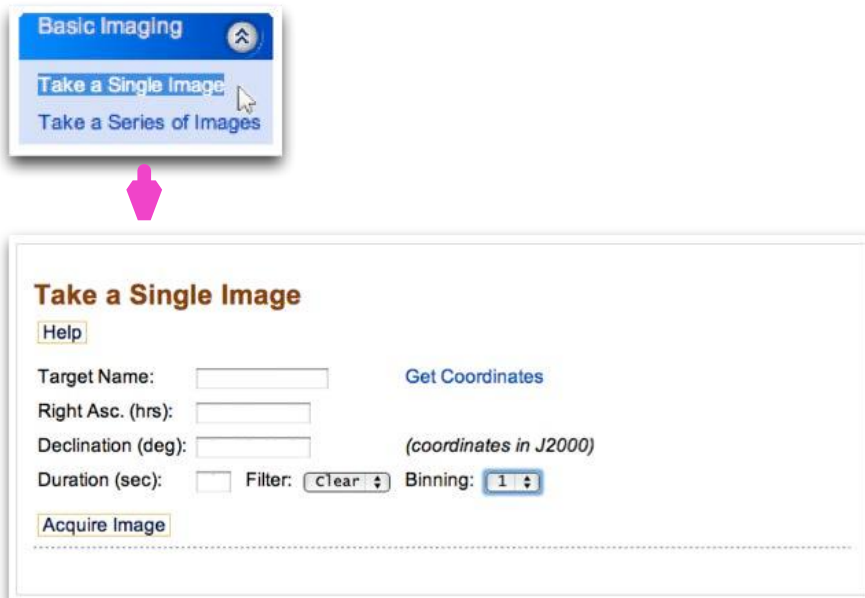 Basic Imaging
Take a Single Image
Take a Series of Images
Take a Single Image
Help
Target Name: Get Coordinates
Right Asc. (hrs):
Declination (deg): (coordinates in J2000)
Duration (sec): Filter: Clear Binning: 1
Acquire Image